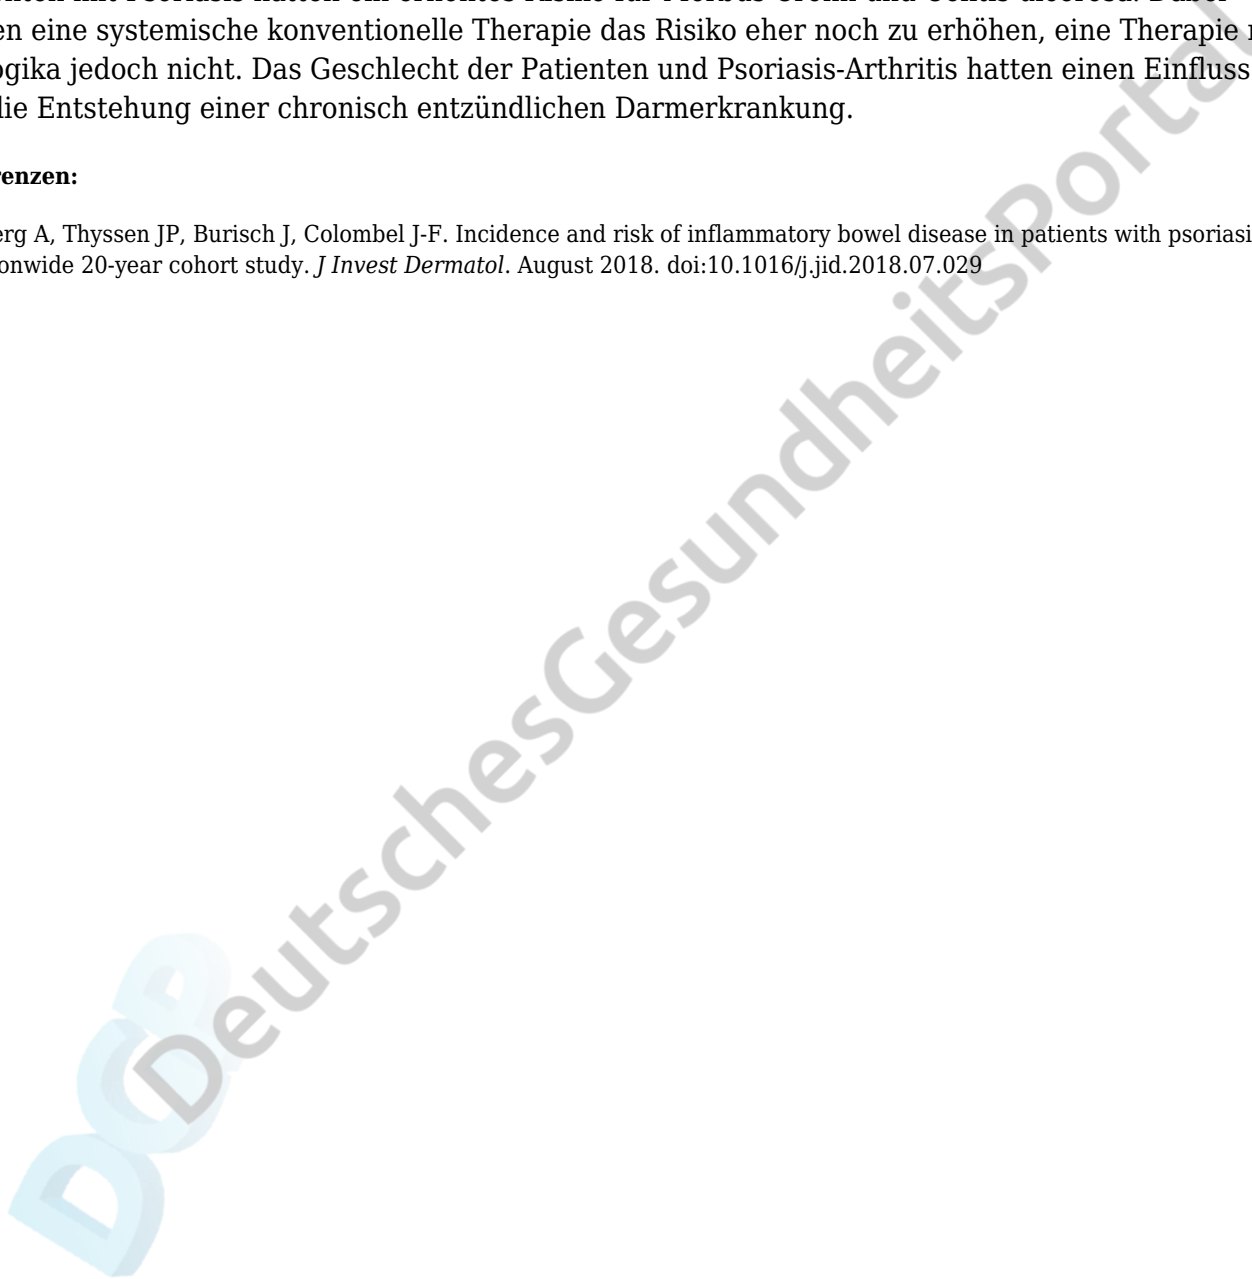 en eine systemische konventionelle Therapie das Risiko eher noch zu erhöhen, eine Therapie
ogika jedoch nicht. Das Geschlecht der Patienten und Psoriasis-Arthritis hatten einen Einfluss
die Entstehung einer chronisch entzündlichen Darmerkrankung.
renzen:
erg A, Thyssen JP, Burisch J, Colombel J-F. Incidence and risk of inflammatory bowel disease in patients with psoriasi
onwide 20-year cohort study. J Invest Dermatol. August 2018. doi:10.1016/j.jid.2018.07.029
DeutschesGesundheitsPortal
DGP